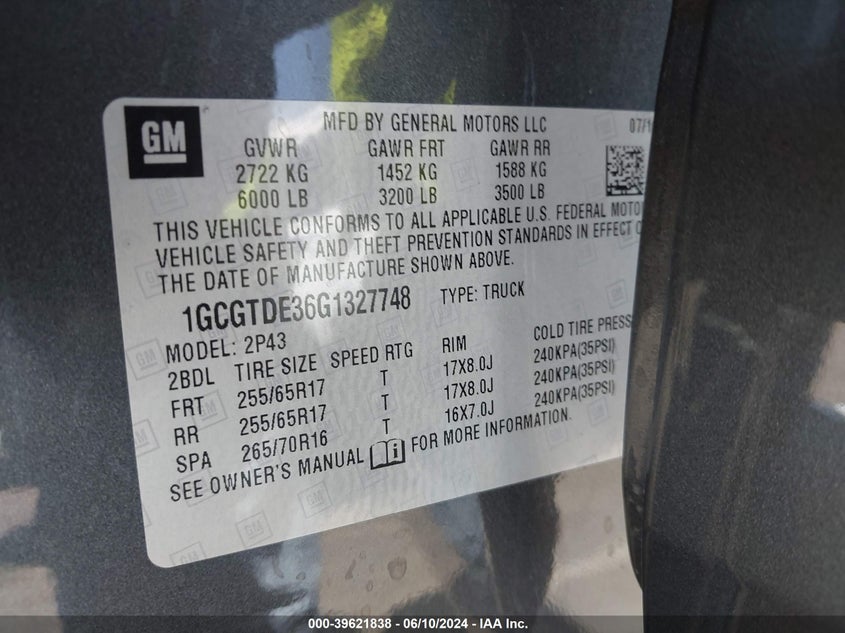 GM
MFD BY GENERAL MOTORS LLC 07/1
GVWR GAWR FRT GAWR RR
2722 KG 1452 KG 1588 KG
6000 LB 3200 LB 3500 LB
THIS VEHICLE CONFORMS TO ALL APPLICABLE U.S. FEDERAL MOTO
VEHICLE SAFETY AND THEFT PREVENTION STANDARDS IN EFFECT O
THE DATE OF MANUFACTURE SHOWN ABOVE.
1GCGTDE36G1327748 TYPE: TRUCK
MODEL: 2P43
2BDL TIRE SIZE SPEED RTG RIM COLD TIRE PRESS
FRT 255/65R17 T 17X8.0J 240KPA(35PSI)
RR 255/65R17 T 17X8.0J 240KPA(35PSI)
SPA 265/70R16 T 16X7.0J 240KPA(35PSI)
SEE OWNER'S MANUAL FOR MORE INFORMATION.
000-39621838 - 06/10/2024 - IAA Inc.